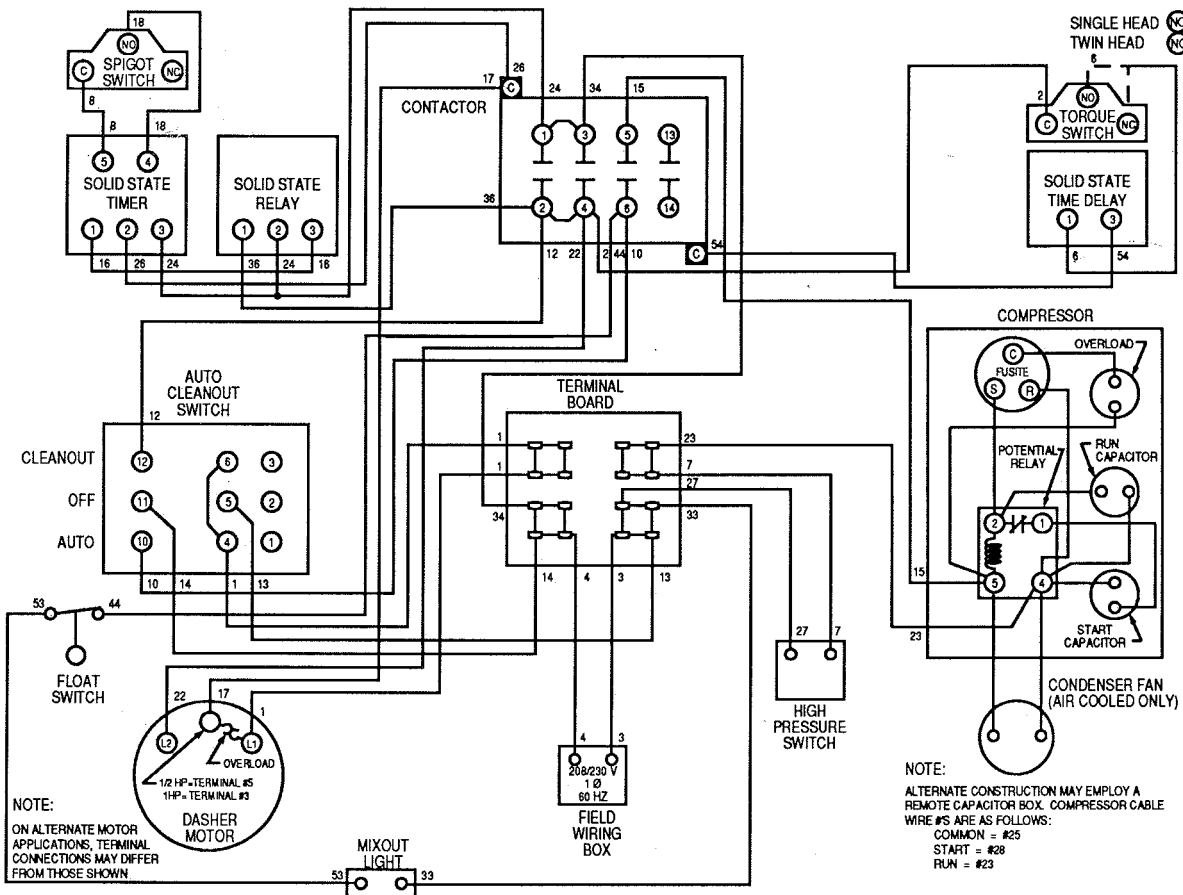 18
NO
C
SPIGOT
SWITCH
NC
8
8
18
5
4
SOLID STATE
TIMER
1
2
3
16
26
24
SOLID STATE
RELAY
1
2
3
36
24
16
CONTACTOR
17
C
26
24
34
15
1
3
5
13
36
2
4
6
14
12
22
2
44
10
C
54
SINGLE HEAD NO
TWIN HEAD
6
2
NO
C
TORQUE
SWITCH
NC
SOLID STATE
TIME DELAY
1
3
6
54
AUTO
CLEANOUT
SWITCH
12
CLEANOUT
12
6
3
OFF
11
5
2
AUTO
10
4
1
10
14
1
13
TERMINAL
BOARD
1
23
1
7
27
34
33
14
4
3
13
COMPRESSOR
C
FUSITE
S
R
OVERLOAD
POTENTIAL
RELAY
RUN
CAPACITOR
2
1
15
5
4
START
CAPACITOR
23
53
44
FLOAT
SWITCH
22
17
1
L2
L1
OVERLOAD
1/2 HP=TERMINAL #5
1HP= TERMINAL #3
DASHER
MOTOR
NOTE:
ON ALTERNATE MOTOR
APPLICATIONS, TERMINAL
CONNECTIONS MAY DIFFER
FROM THOSE SHOWN
4
3
208/230 V
1 Ø
60 HZ
FIELD
WIRING
BOX
27
7
HIGH
PRESSURE
SWITCH
CONDENSER FAN
(AIR COOLED ONLY)
NOTE:
ALTERNATE CONSTRUCTION MAY EMPLOY A
REMOTE CAPACITOR BOX. COMPRESSOR CABLE
WIRE #'S ARE AS FOLLOWS:
COMMON = #25
START = #28
RUN = #23
MIXOUT
LIGHT
53
33